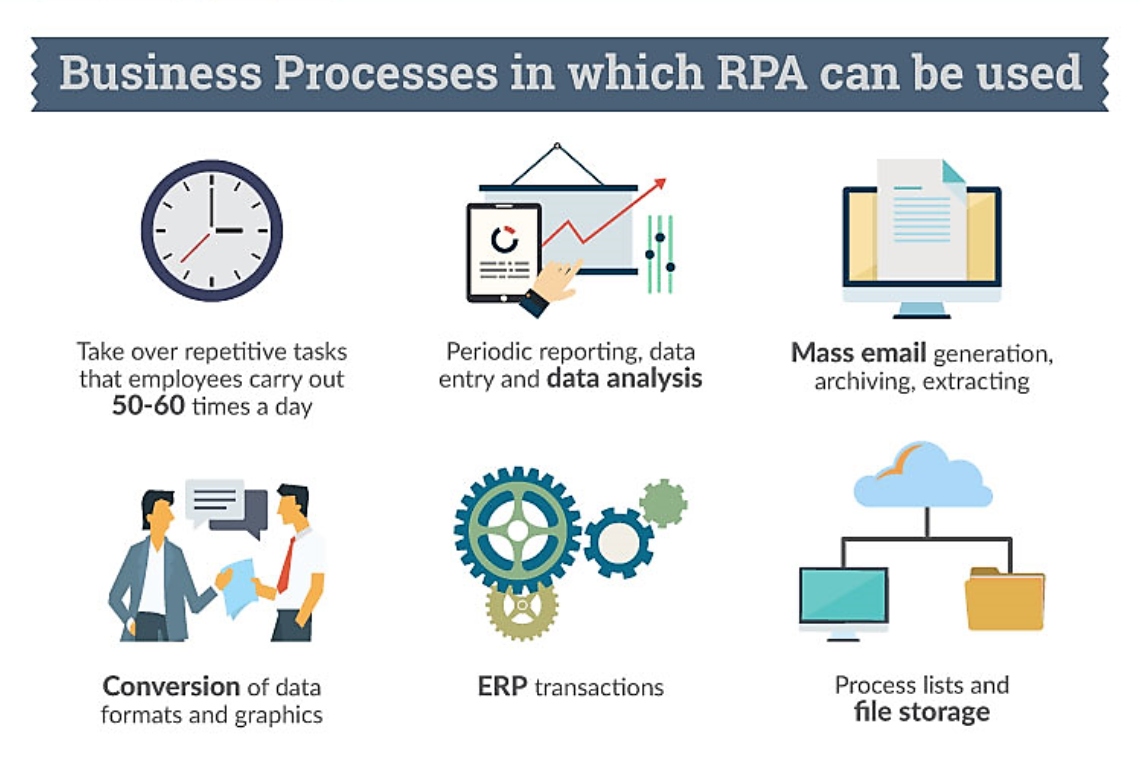 Business Processes in which RPA can be used
Take over repetitive tasks
that employees carry out
50-60 times a day
Periodic reporting, data
entry and data analysis
Mass email generation,
archiving, extracting
Conversion of data
formats and graphics
ERP transactions
Process lists and
file storage